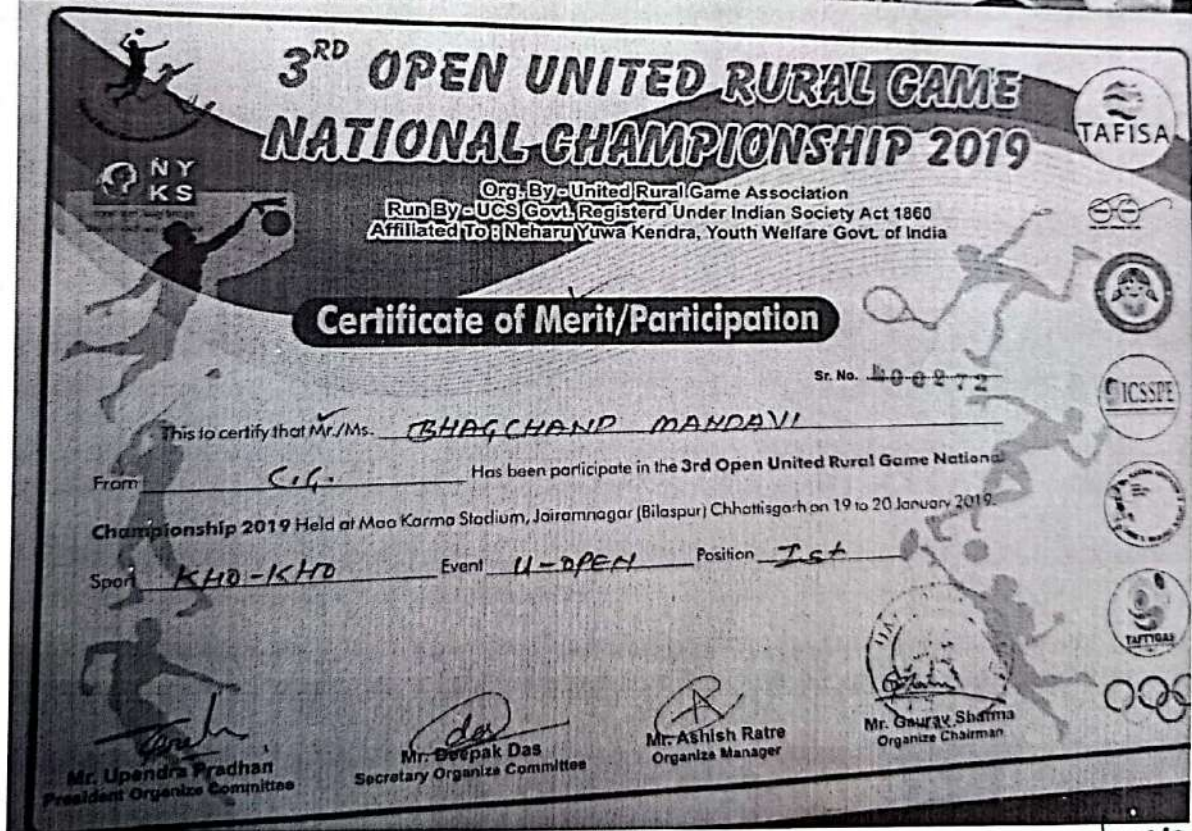 3RD OPEN UNITED RURAL GAME
NATIONAL CHAMPIONSHIP 2019
TAFISA
NY
KS
Org. By - United Rural Game Association
Run By - UCS Govt. Registerd Under Indian Society Act 1860
Affiliated To : Neharu Yuwa Kendra, Youth Welfare Govt. of India
Certificate of Merit/Participation
Sr. No. 400272
ICSSPE
This to certify that Mr./Ms. BHAGCHAND MANDAVI
From C.G. Has been participate in the 3rd Open United Rural Game National
Championship 2019 Held at Maa Karma Stadium, Jairamnagar (Bilaspur) Chhattisgarh on 19 to 20 January 2019.
Sport KHO-KHO Event U-OPEN Position Ist
TAFTYGAS
Mr. Upendra Pradhan
President Organize Committee
Mr. Deepak Das
Secretary Organize Committee
Mr. Ashish Ratre
Organize Manager
Mr. Gaurav Sharma
Organize Chairman